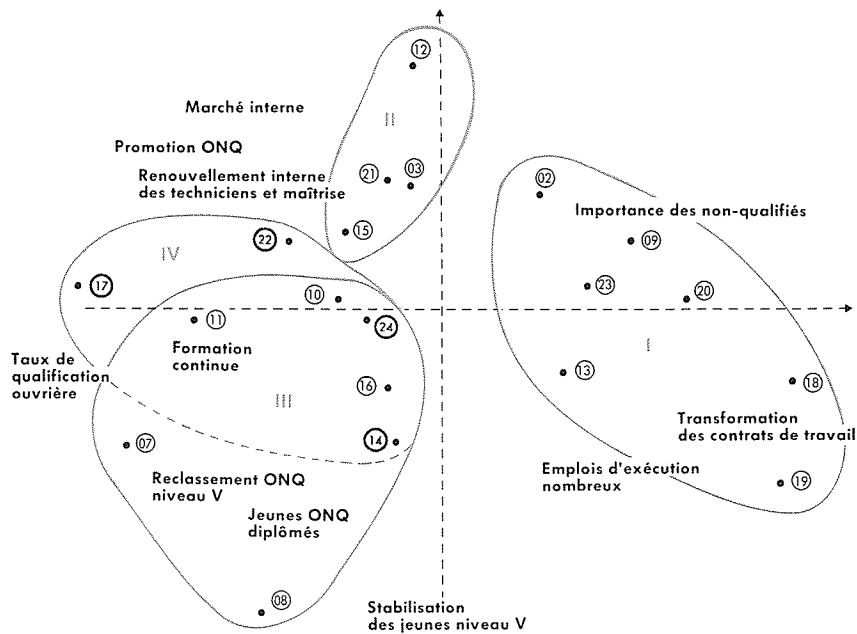 12
Marché interne
II
Promotion ONQ
Renouvellement interne
des techniciens et maîtrise
21
03
02
Importance des non-qualifiés
15
22
09
IV
17
10
23
20
11
24
Formation
continue
I
Taux de
qualification
ouvrière
16
13
18
III
Transformation
des contrats de travail
14
07
Emplois d'exécution
nombreux
19
Reclassement ONQ
niveau V
Jeunes ONQ
diplômés
08
Stabilisation
des jeunes niveau V